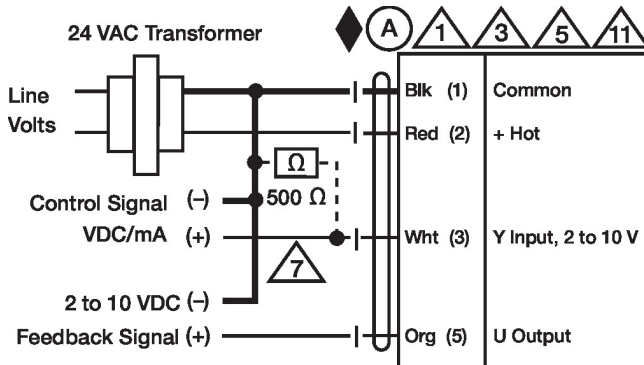 24 VAC Transformer
A 1 3 5 11
Line
Volts
Blk (1) Common
Red (2) + Hot
Ω
500 Ω
Control Signal (-)
VDC/mA (+)
Wht (3) Y Input, 2 to 10 V
7
2 to 10 VDC (-)
Feedback Signal (+)
Org (5) U Output